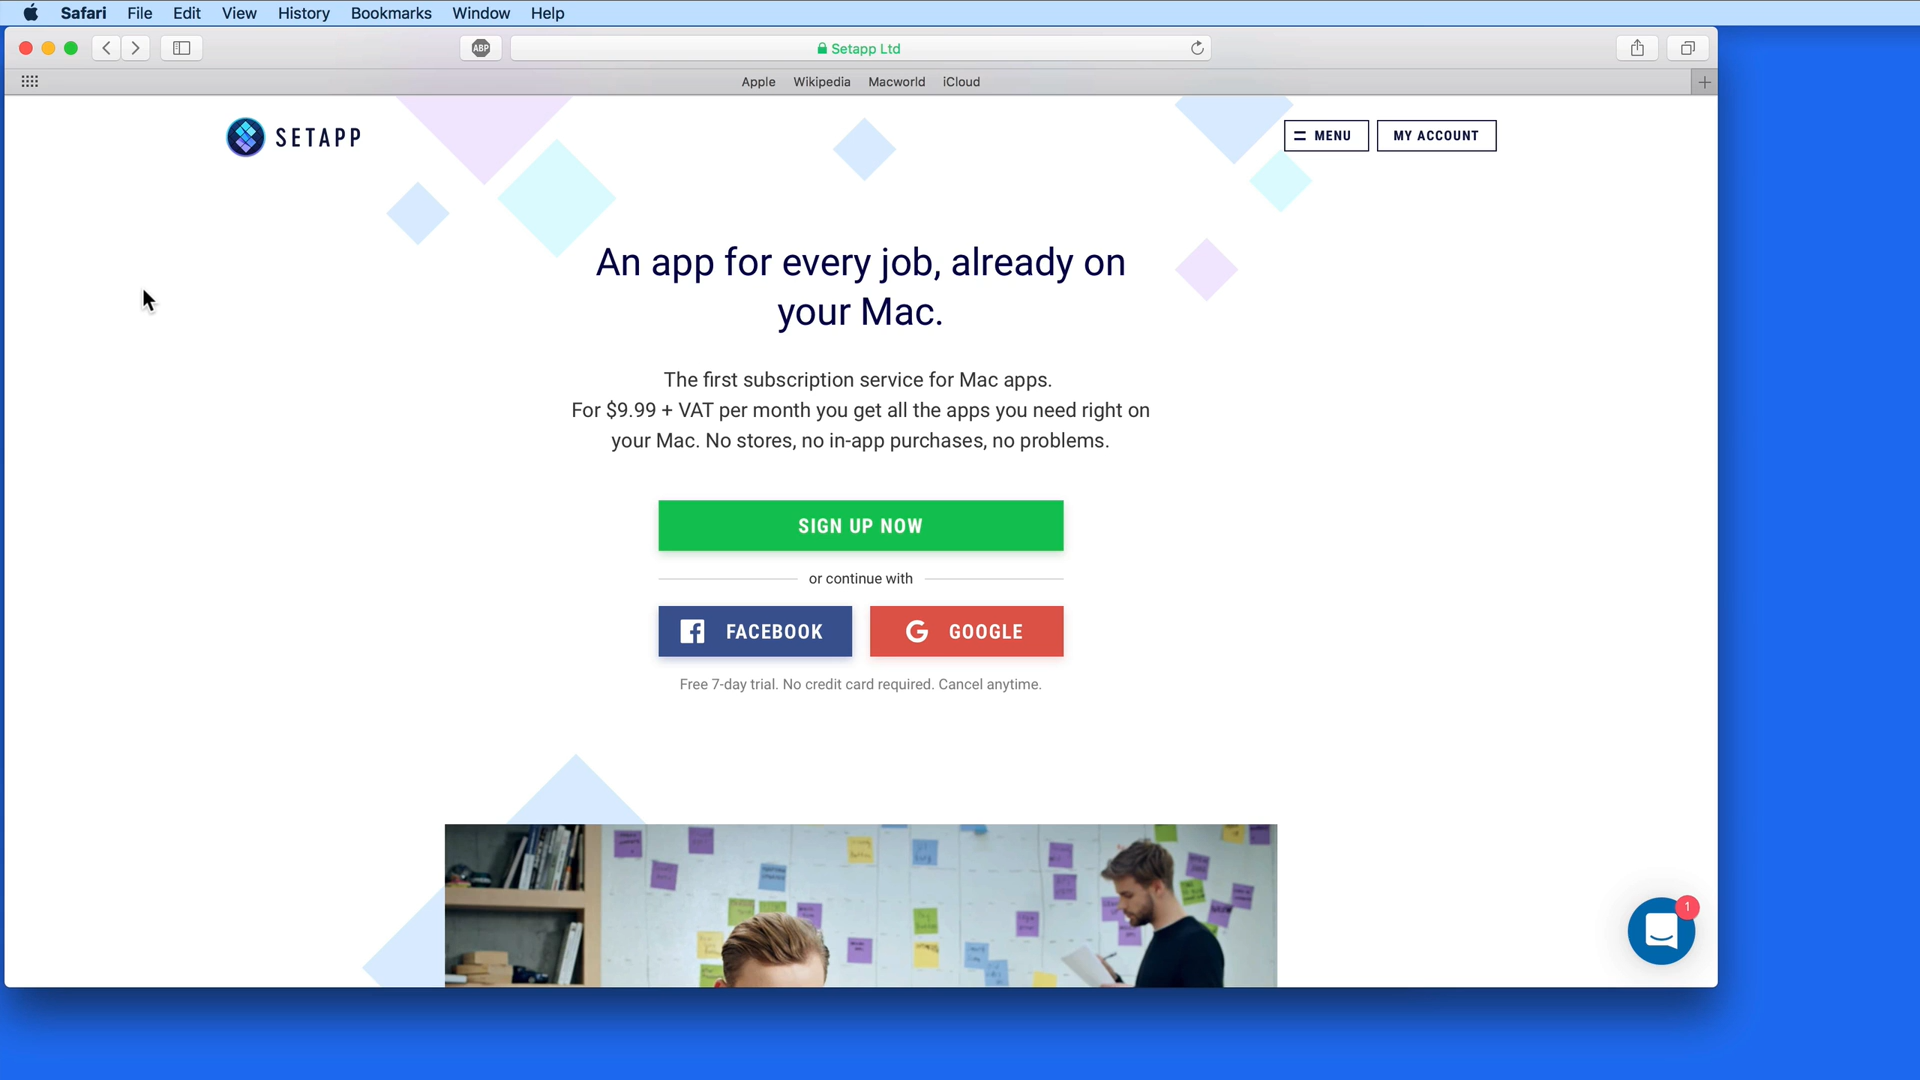 Safari File Edit View History Bookmarks Window Help
ABP Setapp Ltd
Apple Wikipedia Macworld iCloud
SETAPP MENU MY ACCOUNT
An app for every job, already on
your Mac.
The first subscription service for Mac apps.
For $9.99 + VAT per month you get all the apps you need right on
your Mac. No stores, no in-app purchases, no problems.
SIGN UP NOW
or continue with
FACEBOOK GOOGLE
Free 7-day trial. No credit card required. Cancel anytime.
1